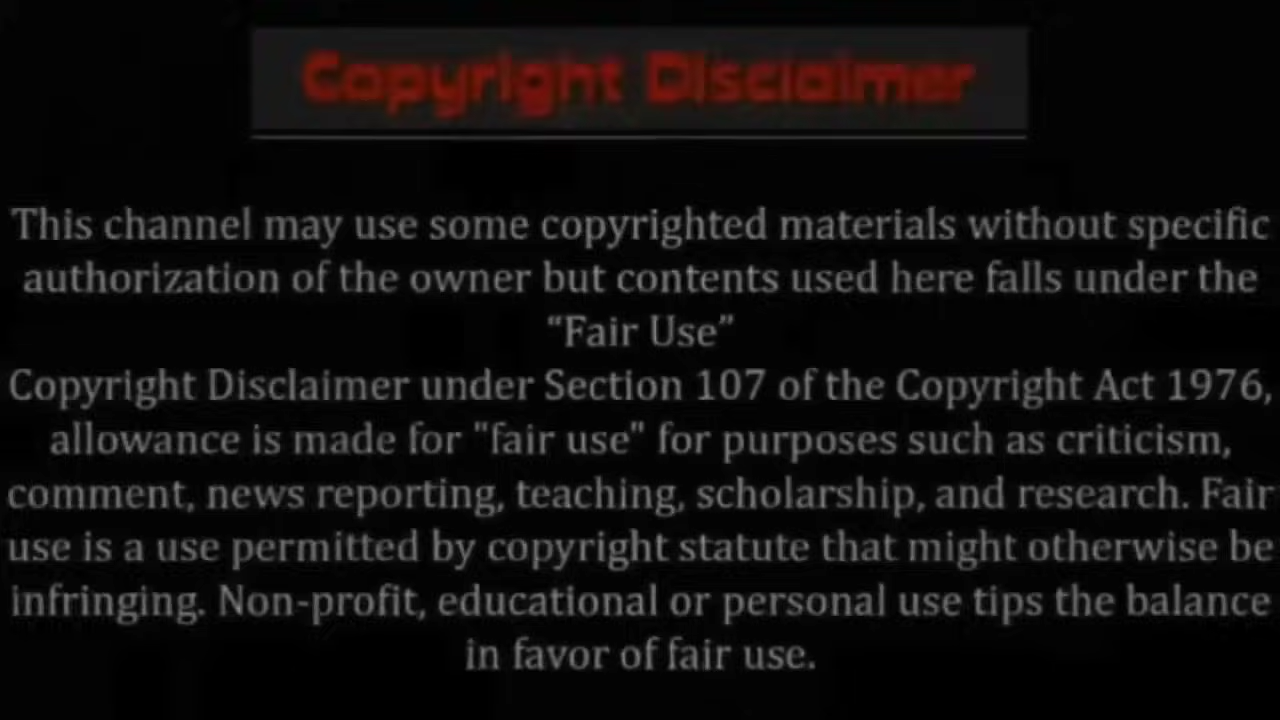 Copyright Disclaimer
This channel may use some copyrighted materials without specific
authorization of the owner but contents used here falls under the
“Fair Use”
Copyright Disclaimer under Section 107 of the Copyright Act 1976,
allowance is made for "fair use" for purposes such as criticism,
comment, news reporting, teaching, scholarship, and research. Fair
use is a use permitted by copyright statute that might otherwise be
infringing. Non-profit, educational or personal use tips the balance
in favor of fair use.